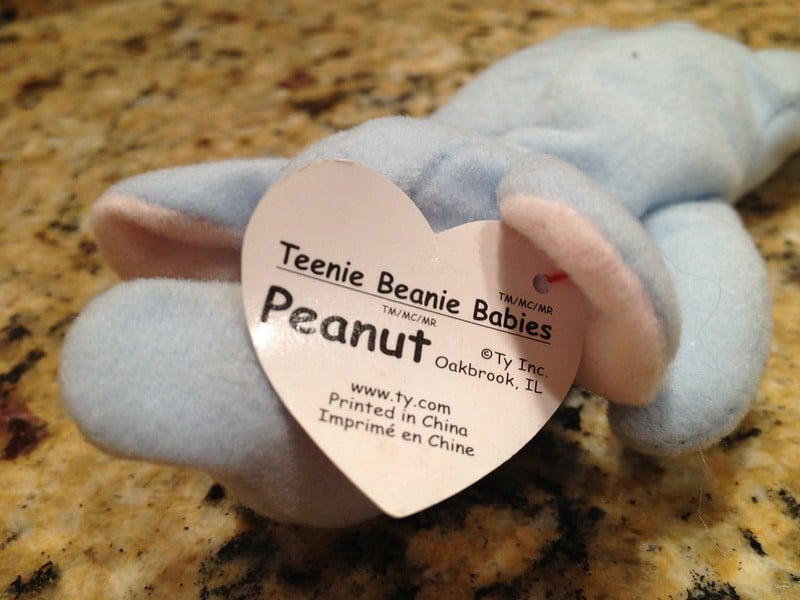 Teenie Beanie Babies
TM/MC/MR
Peanut
TM/MC/MR
©Ty Inc.
Oakbrook, IL
www.ty.com
Printed in China
Imprimé en Chine